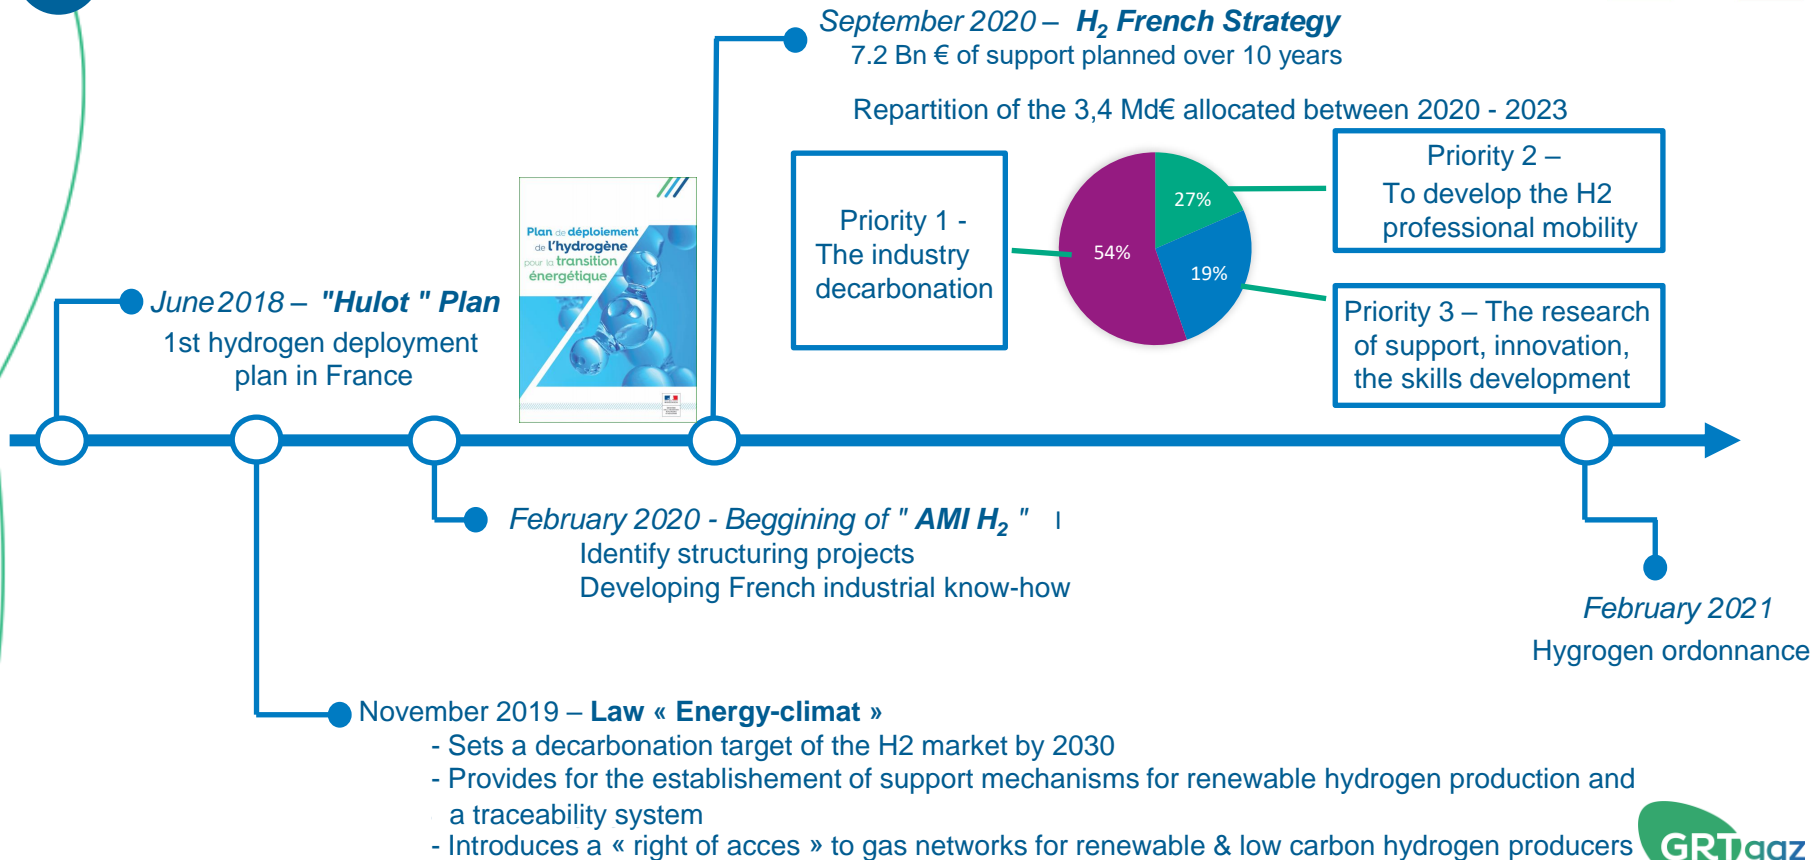 September 2020 – H2 French Strategy
7.2 Bn € of support planned over 10 years
Repartition of the 3,4 Md€ allocated between 2020 - 2023
Priority 1 -
The industry
decarbonation
54%
27%
19%
Priority 2 –
To develop the H2
professional mobility
Priority 3 – The research
of support, innovation,
the skills development
Plan de déploiement
de l'hydrogène
pour la transition
énergétique
June 2018 – "Hulot " Plan
1st hydrogen deployment
plan in France
February 2020 - Beggining of " AMI H2 " I
Identify structuring projects
Developing French industrial know-how
February 2021
Hygrogen ordonnance
November 2019 – Law « Energy-climat »
- Sets a decarbonation target of the H2 market by 2030
- Provides for the establishement of support mechanisms for renewable hydrogen production and
a traceability system
- Introduces a « right of acces » to gas networks for renewable & low carbon hydrogen producers
GRTgaz